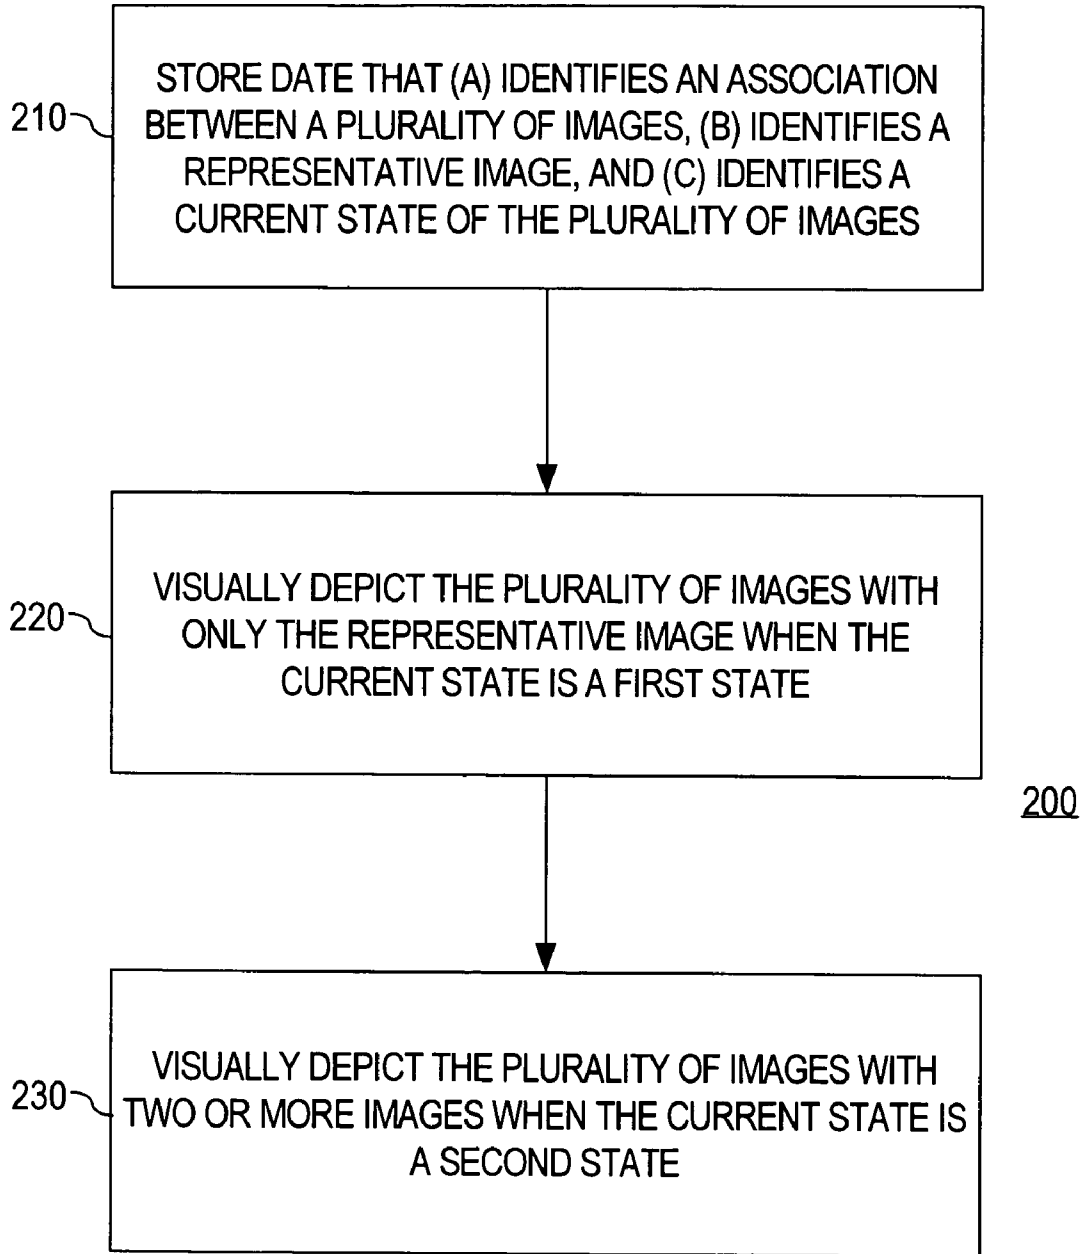 210
STORE DATE THAT (A) IDENTIFIES AN ASSOCIATION
BETWEEN A PLURALITY OF IMAGES, (B) IDENTIFIES A
REPRESENTATIVE IMAGE, AND (C) IDENTIFIES A
CURRENT STATE OF THE PLURALITY OF IMAGES
220
VISUALLY DEPICT THE PLURALITY OF IMAGES WITH
ONLY THE REPRESENTATIVE IMAGE WHEN THE
CURRENT STATE IS A FIRST STATE
200
230
VISUALLY DEPICT THE PLURALITY OF IMAGES WITH
TWO OR MORE IMAGES WHEN THE CURRENT STATE IS
A SECOND STATE